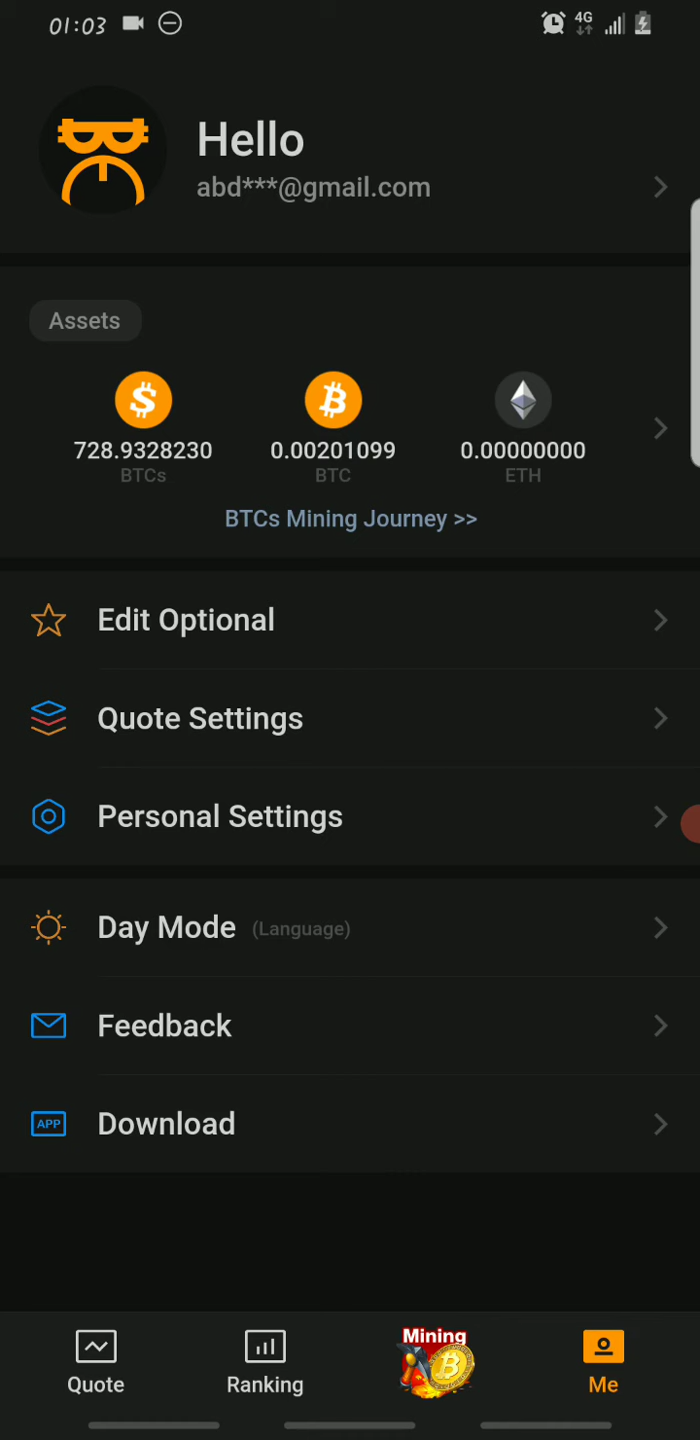 01:03
4G
Hello
abd***@gmail.com
Assets
728.9328230
0.00201099
0.00000000
BTCs
BTC
ETH
BTCs Mining Journey >>
Edit Optional
Quote Settings
Personal Settings
Day Mode (Language)
Feedback
APP Download
Mining
Quote
Ranking
Me